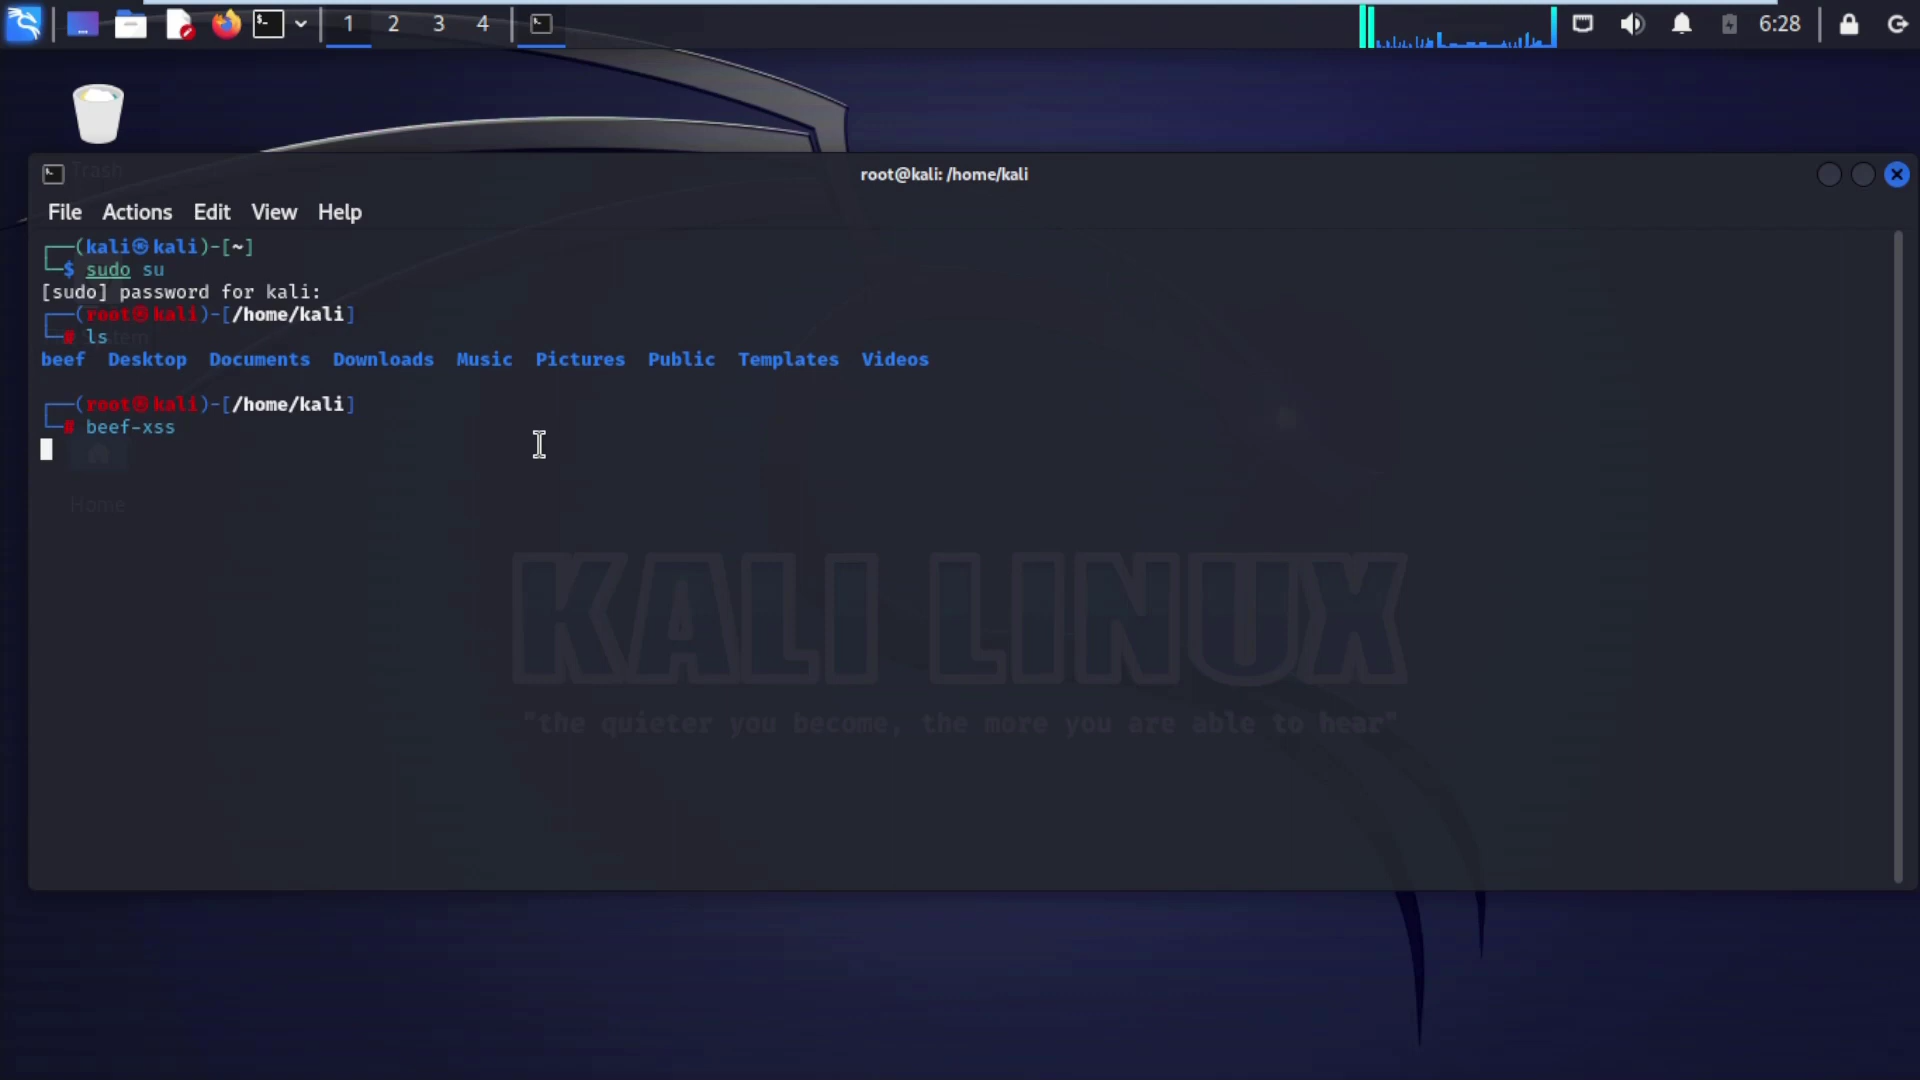 1 2 3 4 6:28
Trash
root@kali: /home/kali
File Actions Edit View Help
┌──(kali㉿kali)-[~]
└─$ sudo su
[sudo] password for kali:
┌──(root㉿kali)-[/home/kali]
└─# ls
beef Desktop Documents Downloads Music Pictures Public Templates Videos
┌──(root㉿kali)-[/home/kali]
└─# beef-xss
Home
KALI LINUX
"the quieter you become, the more you are able to hear"